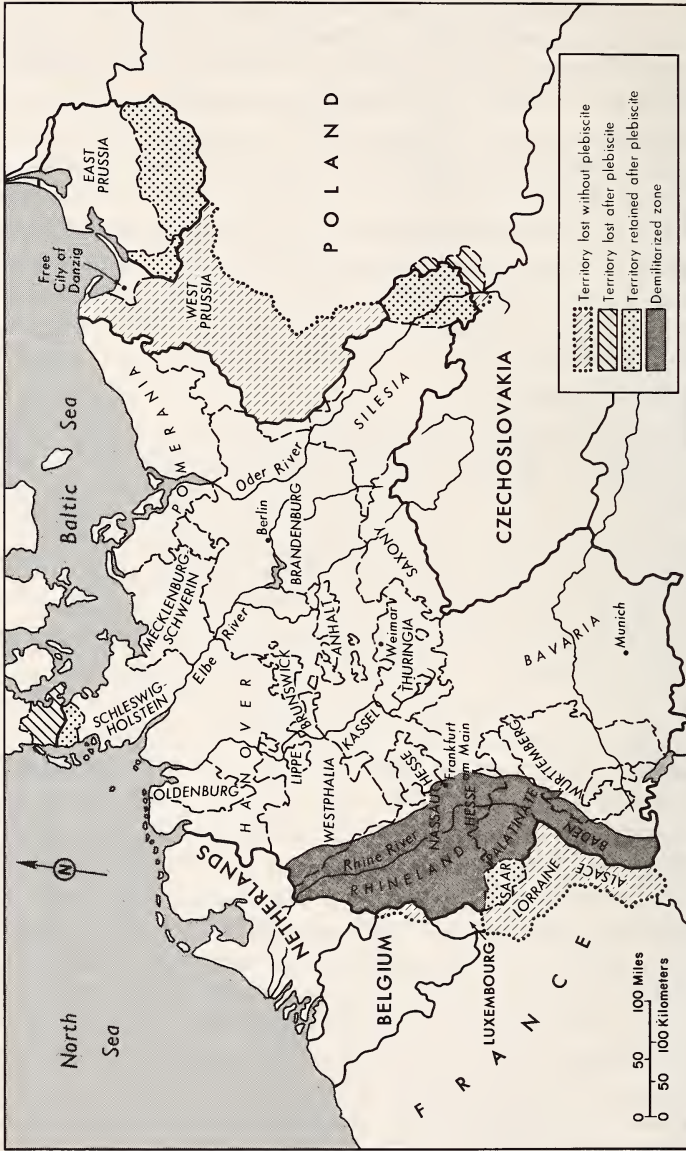 North
Sea
Baltic Sea
N
Free
City of
Danzig
EAST
PRUSSIA
WEST
PRUSSIA
POLAND
POMERANIA
Oder River
SILESIA
Berlin
BRANDENBURG
MECKLENBURG-
SCHWERIN
SCHLESWIG-
HOLSTEIN
Elbe River
HANOVER
OLDENBURG
LIPPE
BRUNSWICK
ANHALT
SAXONY
Weimar
THURINGIA
KASSEL
WESTPHALIA
HESSE
NASSAU
Frankfurt
am Main
HESSE
Rhine River
RHINELAND
PALATINATE
SAAR
LORRAINE
ALSACE
BADEN
WURTTEMBERG
BAVARIA
Munich
CZECHOSLOVAKIA
NETHERLANDS
BELGIUM
LUXEMBOURG
FRANCE
0 50 100 Miles
0 50 100 Kilometers
Territory lost without plebiscite
Territory lost after plebiscite
Territory retained after plebiscite
Demilitarized zone